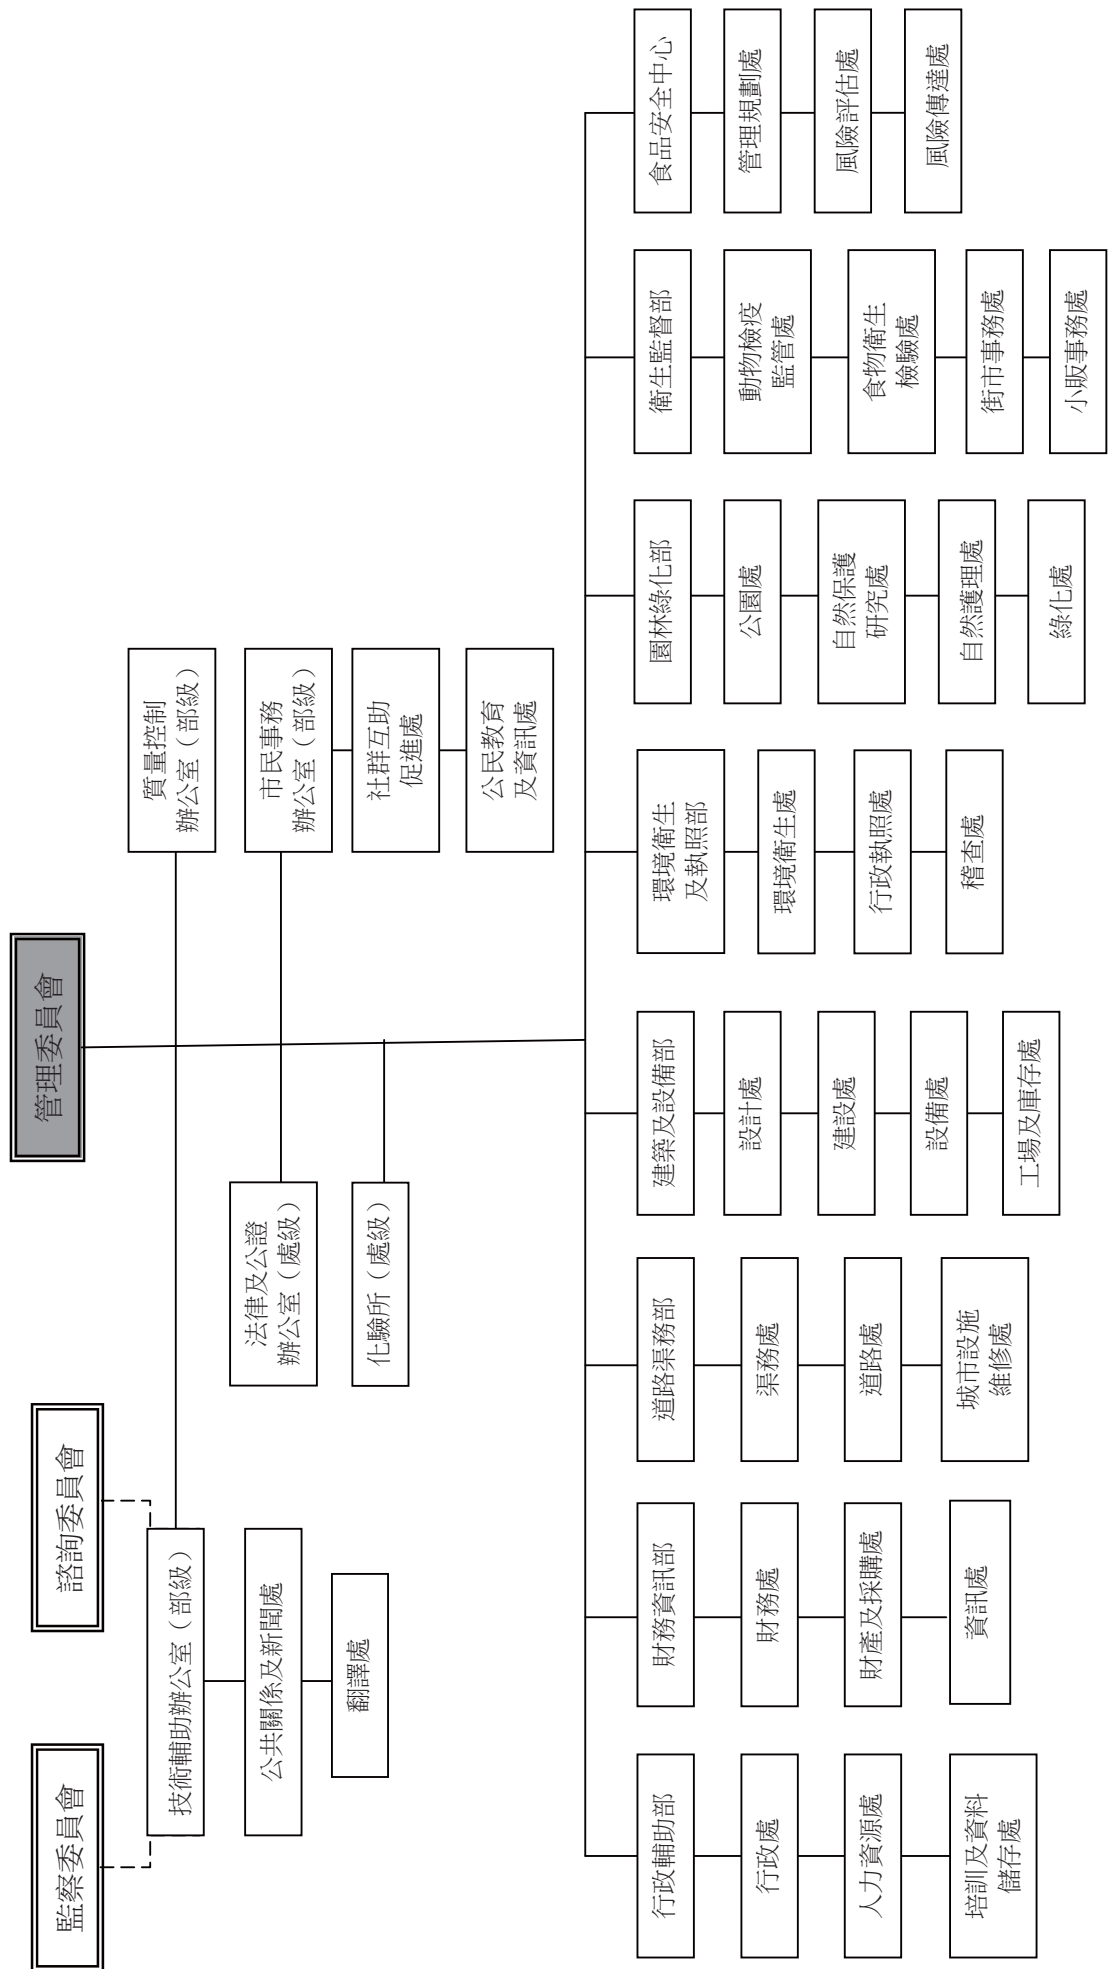 監察委員會
諮詢委員會
管理委員會
技術輔助辦公室（部級）
公共關係及新聞處
翻譯處
質量控制
辦公室（部級）
法律及公證
辦公室（處級）
市民事務
辦公室（部級）
社群互助
促進處
公民教育
及資訊處
化驗所（處級）
行政輔助部
行政處
人力資源處
培訓及資料
儲存處
財務資訊部
財務處
財產及採購處
資訊處
道路渠務部
渠務處
道路處
城市設施
維修處
建築及設備部
設計處
建設處
設備處
工場及庫存處
環境衛生
及執照部
環境衛生處
行政執照處
稽查處
園林綠化部
公園處
自然保護
研究處
自然護理處
綠化處
衛生監督部
動物檢疫
監管處
食物衛生
檢驗處
街市事務處
小販事務處
食品安全中心
管理規劃處
風險評估處
風險傳達處